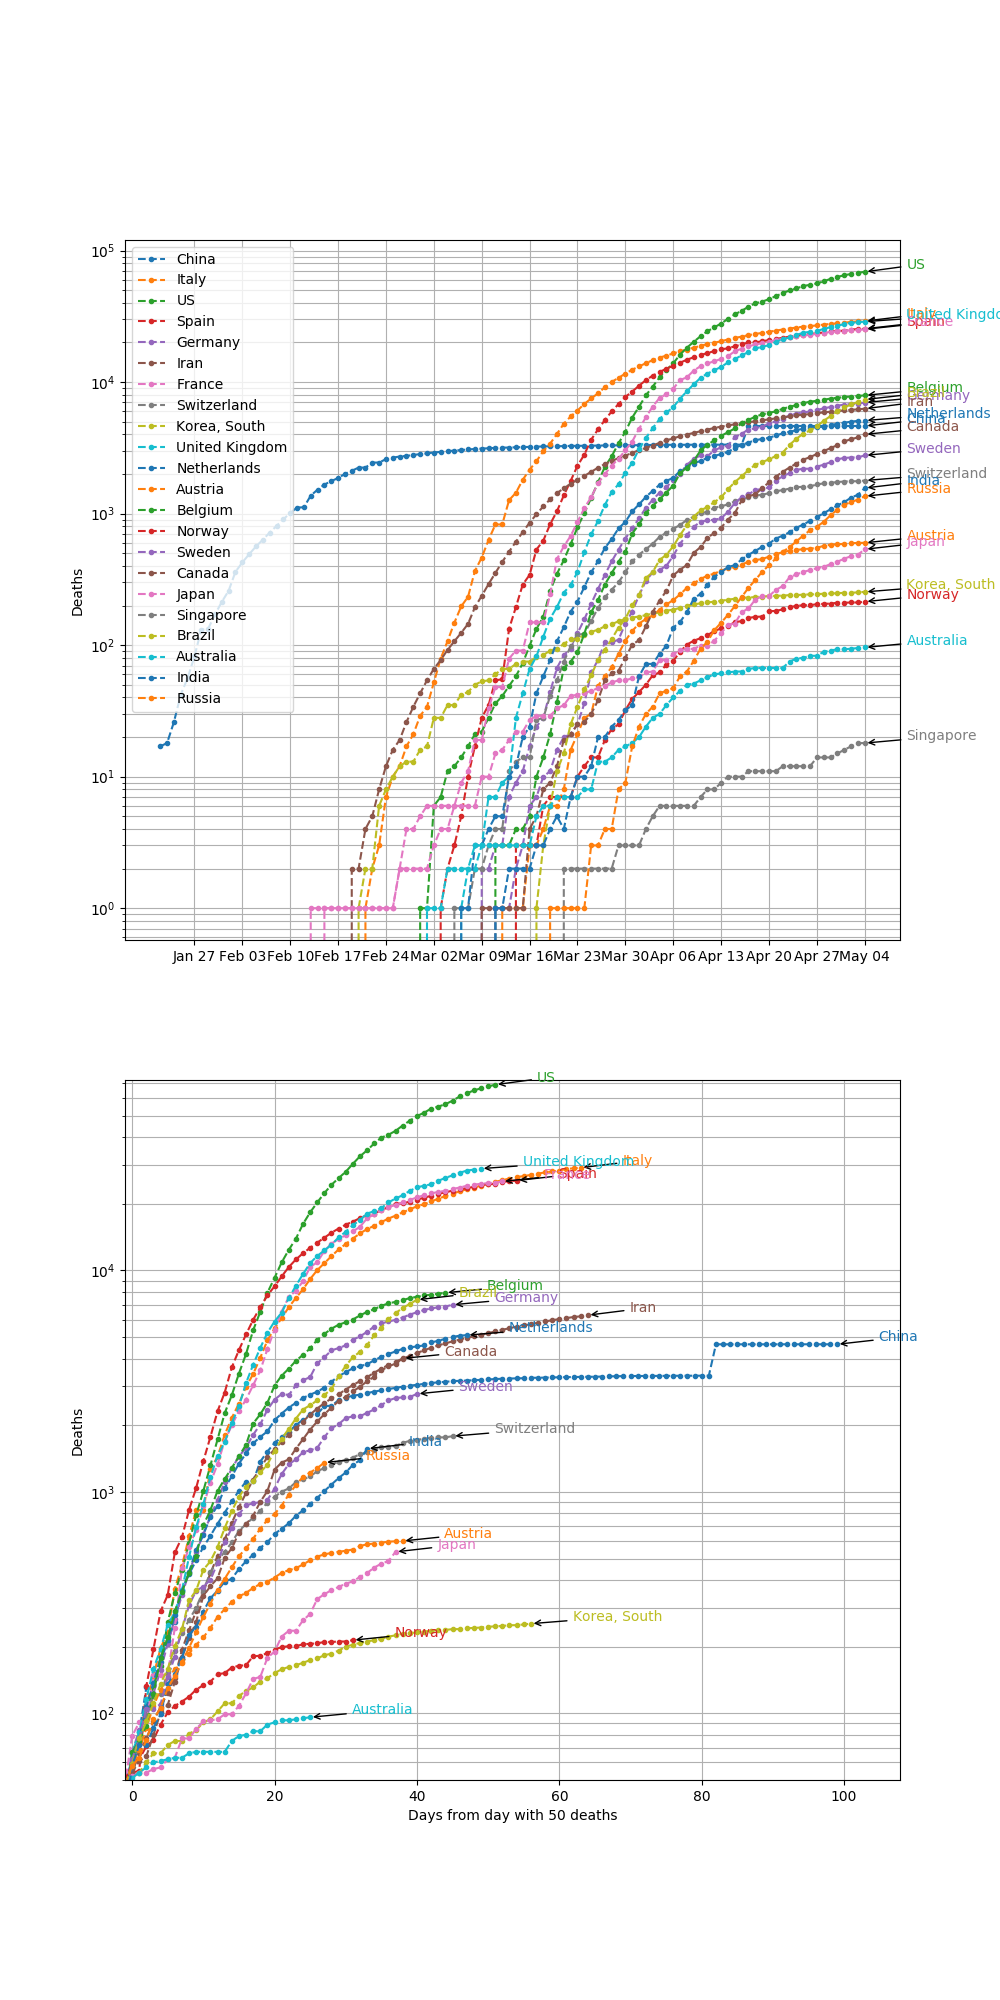 10^5
10^4
10^3
10^2
10^1
10^0
Deaths
China
Italy
US
Spain
Germany
Iran
France
Switzerland
Korea, South
United Kingdom
Netherlands
Austria
Belgium
Norway
Sweden
Canada
Japan
Singapore
Brazil
Australia
India
Russia
US
United Kingdo
Spain
Belgium
Germany
Iran
Netherlands
China
Canada
Sweden
Switzerland
India
Russia
Austria
Japan
Korea, South
Norway
Australia
Singapore
Jan 27 Feb 03 Feb 10 Feb 17 Feb 24 Mar 02 Mar 09 Mar 16 Mar 23 Mar 30 Apr 06 Apr 13 Apr 20 Apr 27 May 04
US
United Kingdom
Italy
Spain
10^4
Belgium
Brazil
Germany
Iran
Netherlands
China
Canada
Sweden
Deaths
Switzerland
India
Russia
10^3
Austria
Japan
Korea, South
Norway
10^2
Australia
0 20 40 60 80 100
Days from day with 50 deaths